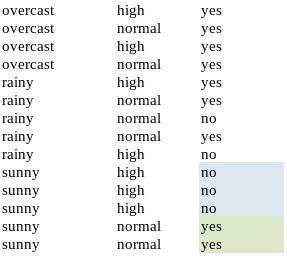 overcast high yes
overcast normal yes
overcast high yes
overcast normal yes
rainy high yes
rainy normal yes
rainy normal no
rainy normal yes
rainy high no
sunny high no
sunny high no
sunny high no
sunny normal yes
sunny normal yes